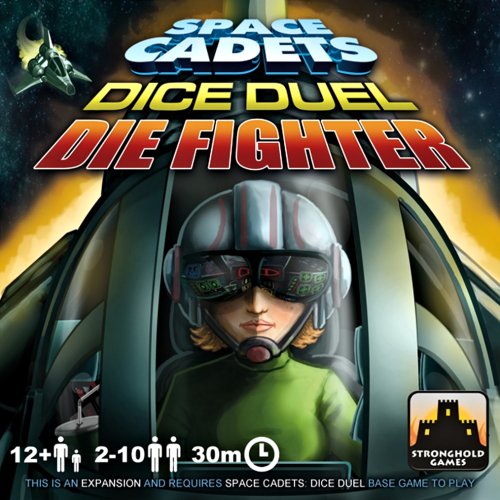 SPACE
CADETS
DICE DUEL
DIE FIGHTER
12+ 2-10 30m
STRONGHOLD
GAMES
THIS IS AN EXPANSION AND REQUIRES SPACE CADETS: DICE DUEL BASE GAME TO PLAY